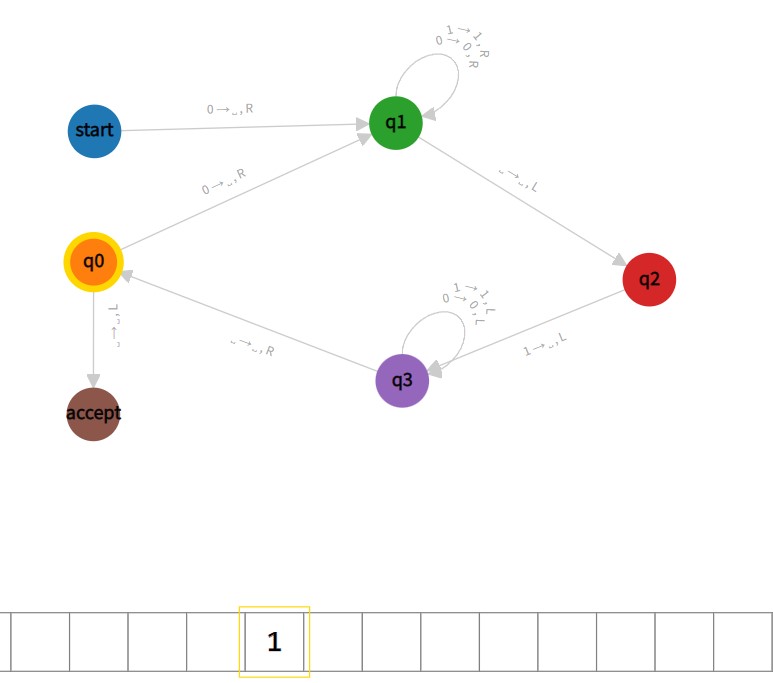 1→1,R
0→0,R
start
0→␣,R
q1
0→␣,R
␣→␣,L
q0
q2
1→1,L
0→0,L
␣→␣,L
␣→␣,R
1→␣,L
q3
accept
1